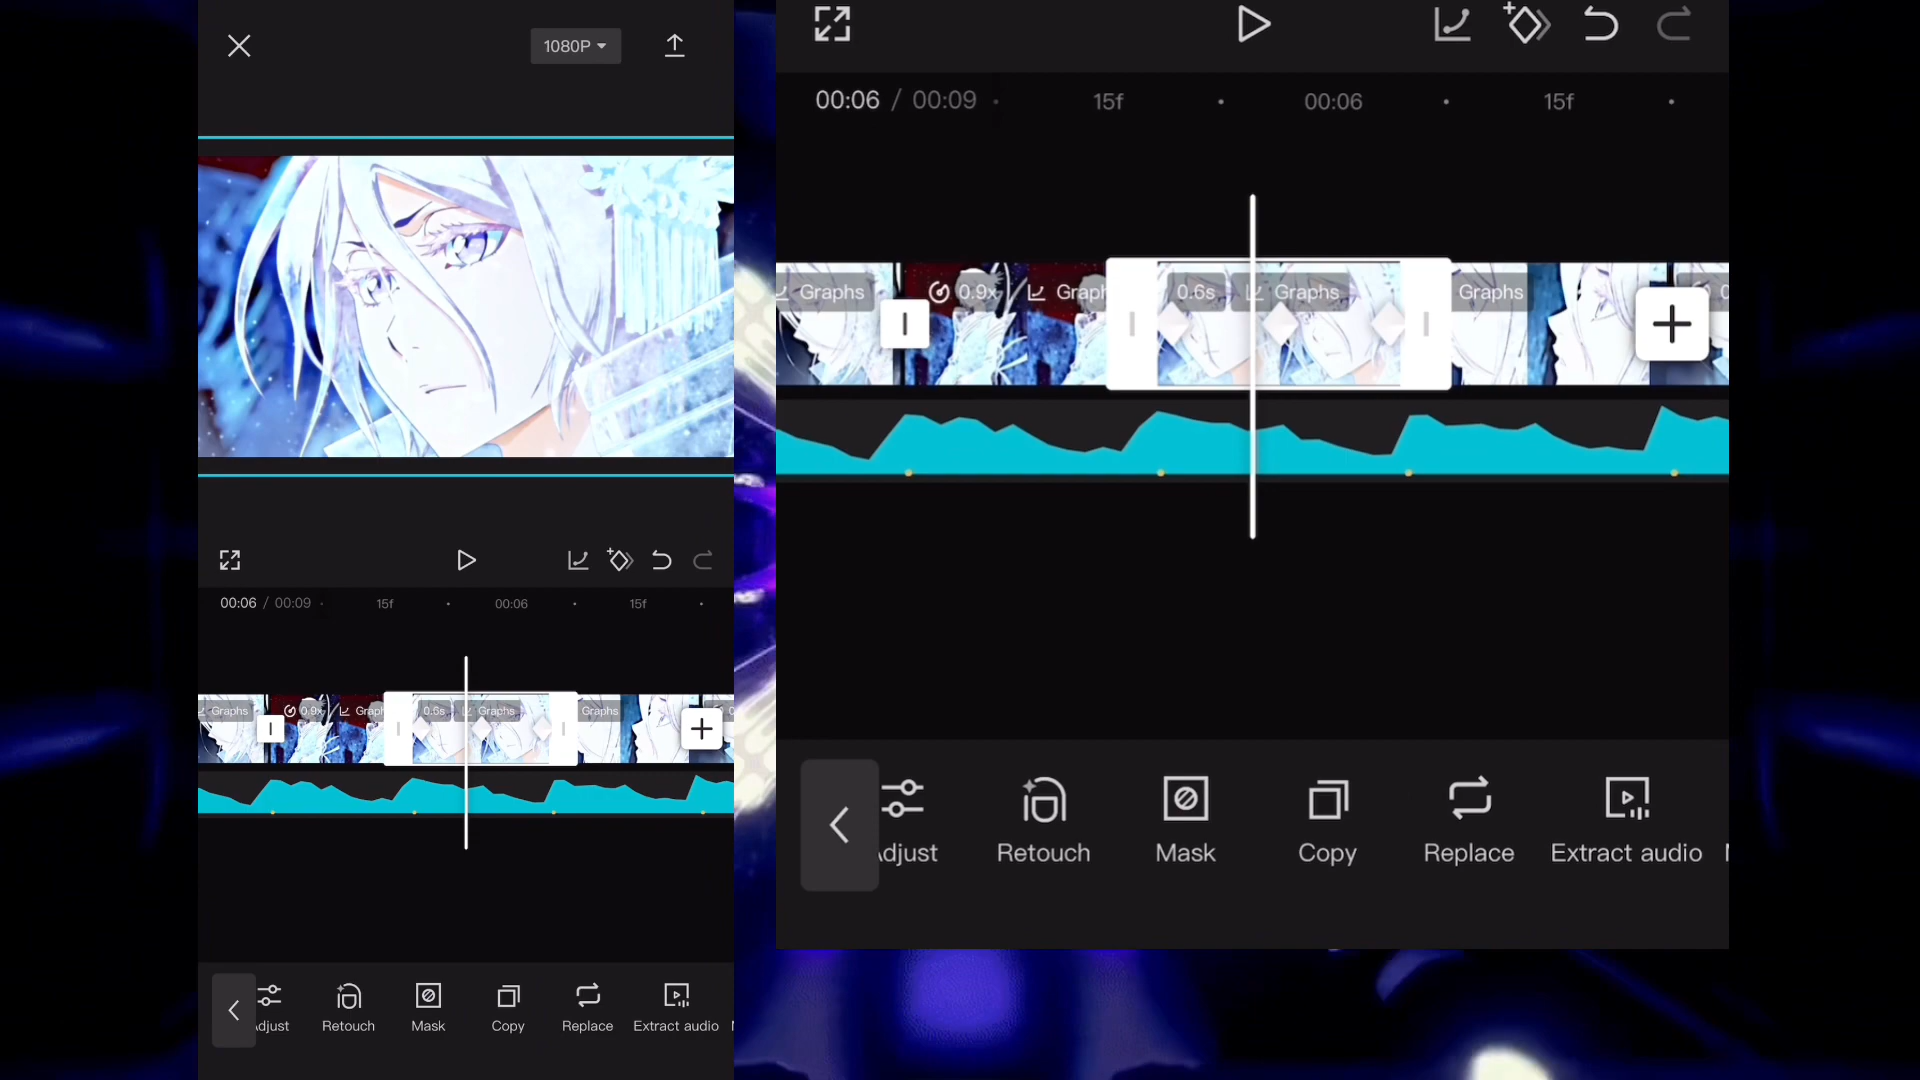 1080P
00:06 / 00:09
15f
00:06
15f
Graphs
0.9x
Graph
0.6s
Graphs
Graphs
Adjust
Retouch
Mask
Copy
Replace
Extract audio
00:06 / 00:09
15f
00:06
15f
Graphs
0.9x
Graph
0.6s
Graphs
Graphs
Adjust
Retouch
Mask
Copy
Replace
Extract audio